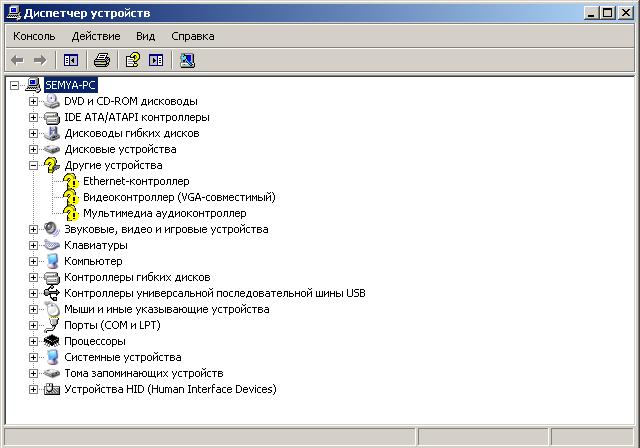 Диспетчер устройств
Консоль Действие Вид Справка
SEMYA-PC
DVD и CD-ROM дисководы
IDE ATA/ATAPI контроллеры
Дисководы гибких дисков
Дисковые устройства
Другие устройства
Ethernet-контроллер
Видеоконтроллер (VGA-совместимый)
Мультимедиа аудиоконтроллер
Звуковые, видео и игровые устройства
Клавиатуры
Компьютер
Контроллеры гибких дисков
Контроллеры универсальной последовательной шины USB
Мыши и иные указывающие устройства
Порты (COM и LPT)
Процессоры
Системные устройства
Тома запоминающих устройств
Устройства HID (Human Interface Devices)